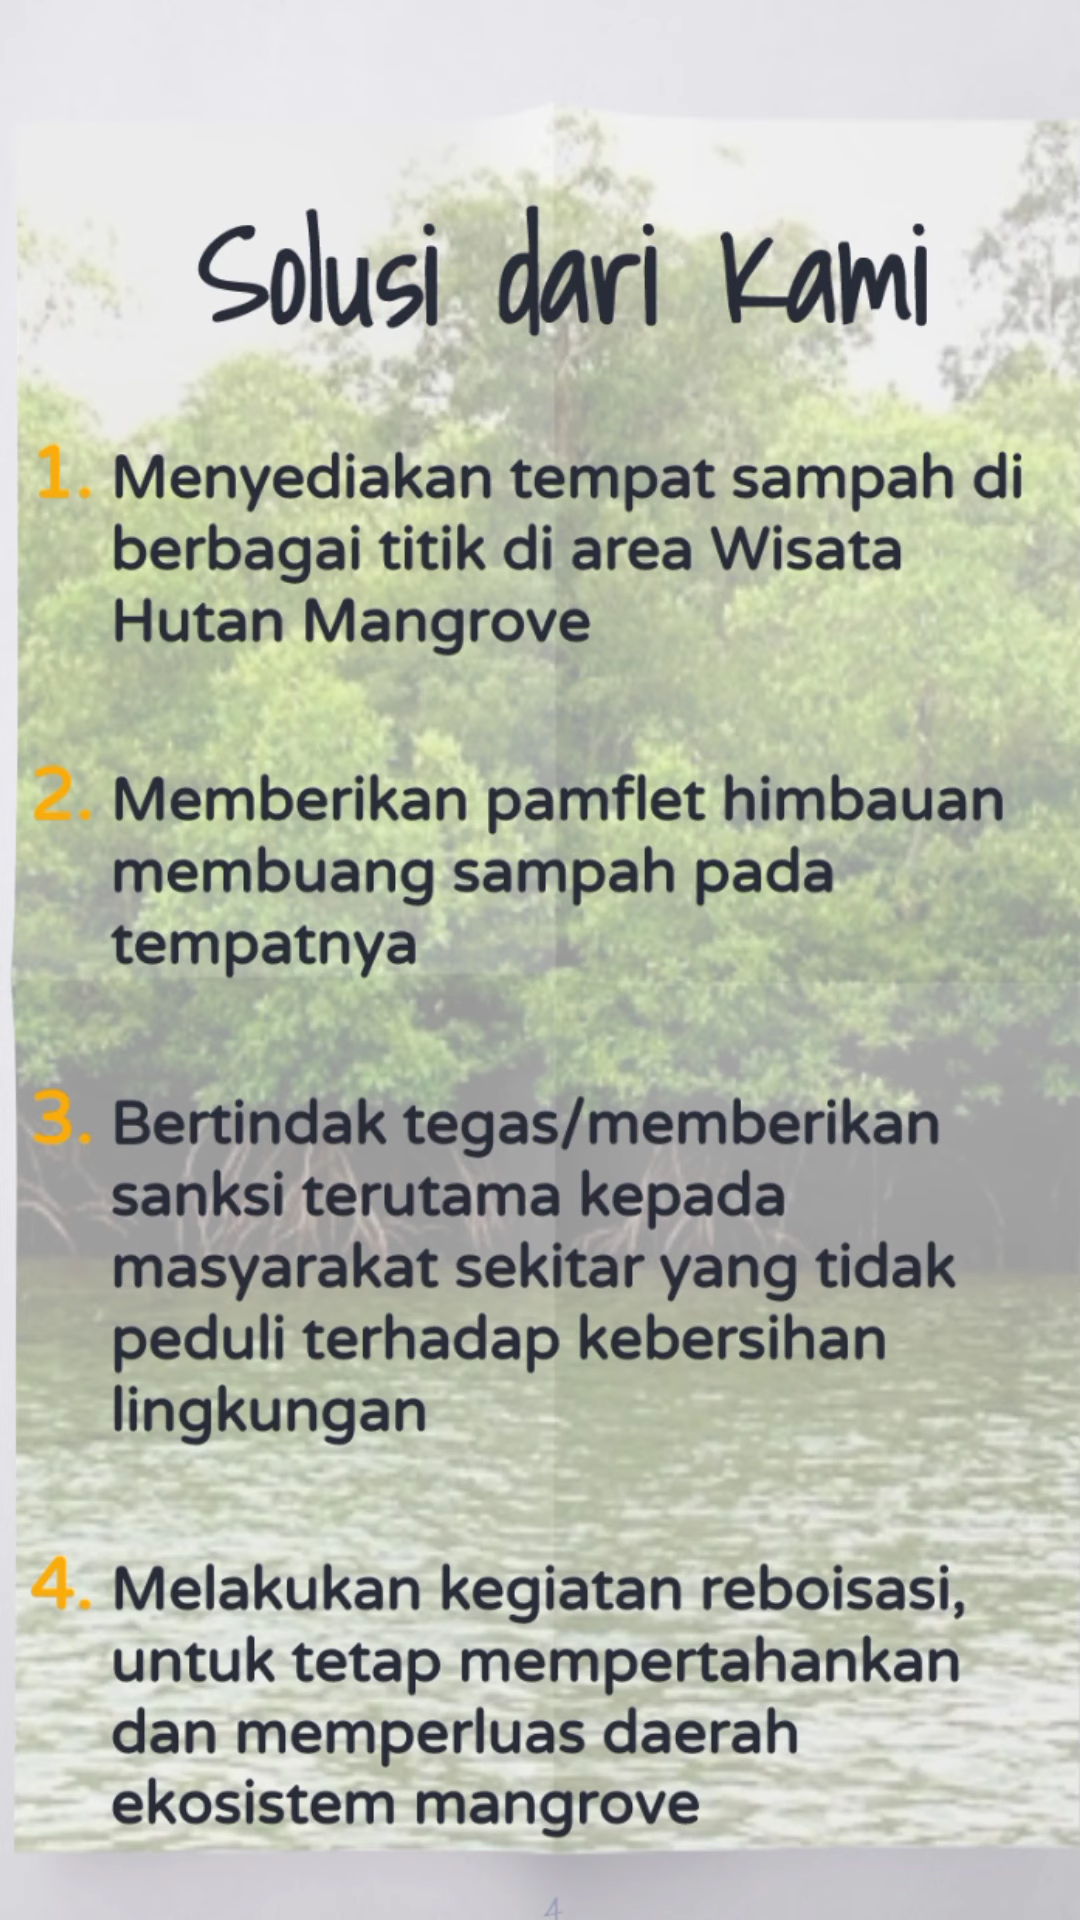 Solusi dari Kami
1. Menyediakan tempat sampah di
berbagai titik di area Wisata
Hutan Mangrove
2. Memberikan pamflet himbauan
membuang sampah pada
tempatnya
3. Bertindak tegas/memberikan
sanksi terutama kepada
masyarakat sekitar yang tidak
peduli terhadap kebersihan
lingkungan
4. Melakukan kegiatan reboisasi,
untuk tetap mempertahankan
dan memperluas daerah
ekosistem mangrove
4